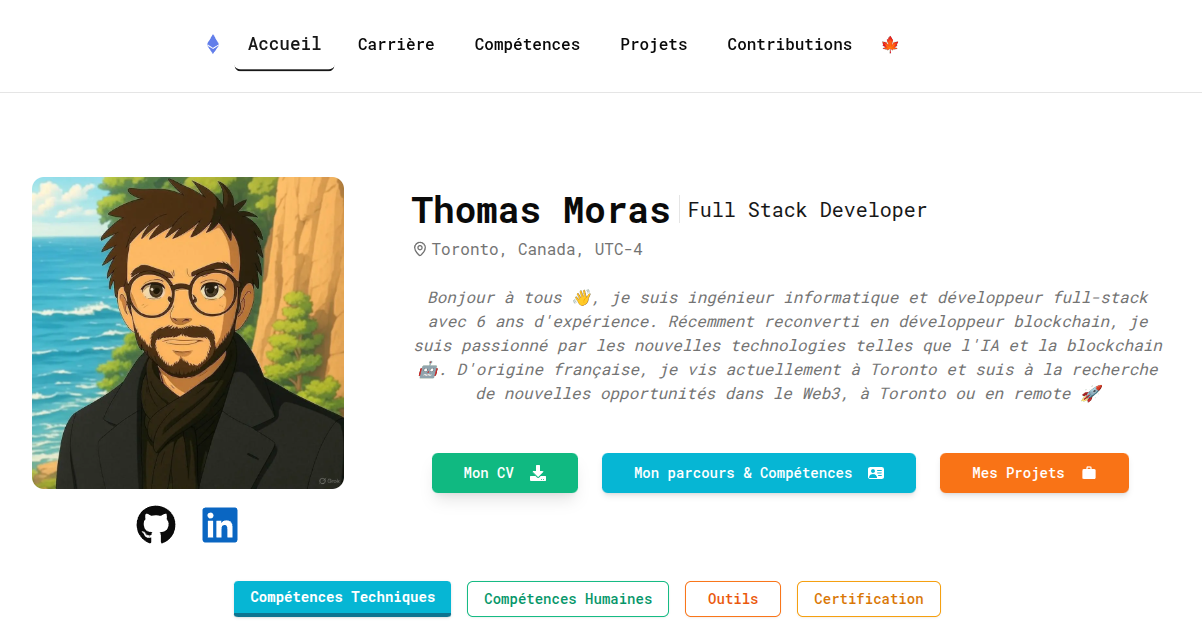 Accueil Carrière Compétences Projets Contributions
Thomas Moras Full Stack Developer
Toronto, Canada, UTC-4
Bonjour à tous 👋, je suis ingénieur informatique et développeur full-stack
avec 6 ans d'expérience. Récemment reconverti en développeur blockchain, je
suis passionné par les nouvelles technologies telles que l'IA et la blockchain
🤖. D'origine française, je vis actuellement à Toronto et suis à la recherche
de nouvelles opportunités dans le Web3, à Toronto ou en remote 🚀
Mon CV Mon parcours & Compétences Mes Projets
in
Compétences Techniques Compétences Humaines Outils Certification